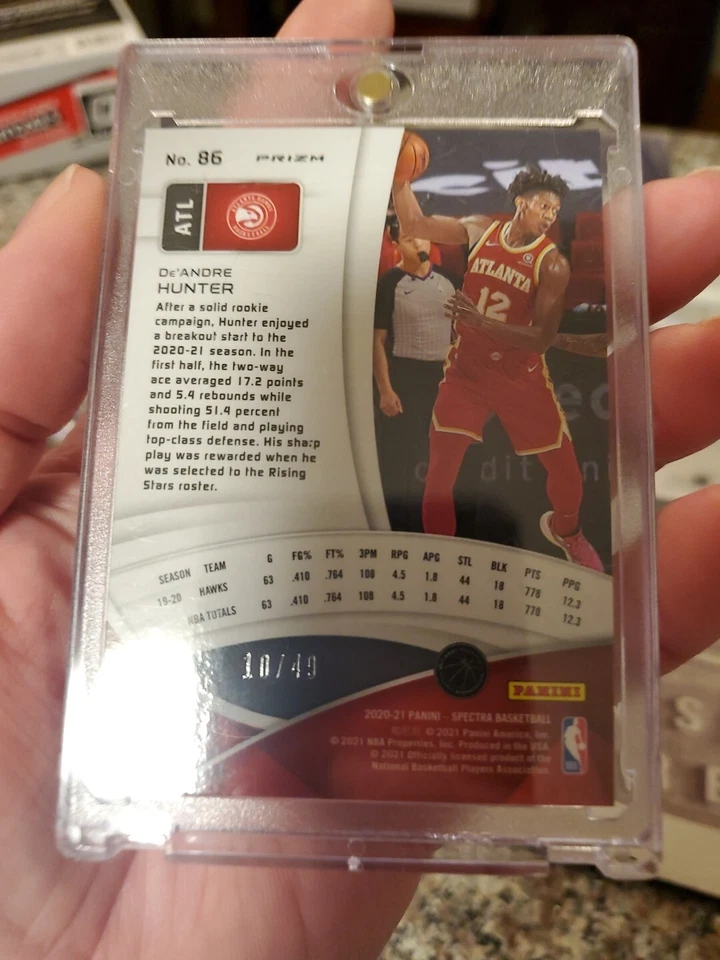 No. 86 PRIZM
ATL
ATLANTA HAWKS
BASKETBALL
De'ANDRE
HUNTER
After a solid rookie
campaign, Hunter enjoyed
a breakout start to the
2020-21 season. In the
first half, the two-way
ace averaged 17.2 points
and 5.4 rebounds while
shooting 51.4 percent
from the field and playing
top-class defense. His sharp
play was rewarded when he
was selected to the Rising
Stars roster.
ATLANTA
12
SEASON TEAM G FG% FT% 3PM RPG APG STL BLK PTS PPG
19-20 HAWKS 63 .410 .764 108 4.5 1.8 44 18 778 12.3
NBA TOTALS 63 .410 .764 108 4.5 1.8 44 18 778 12.3
10/49
PANINI
2020-21 PANINI - SPECTRA BASKETBALL
© 2021 Panini America, Inc.
© 2021 NBA Properties, Inc. Produced in the USA.
© 2021 Officially licensed product of the
National Basketball Players Association.